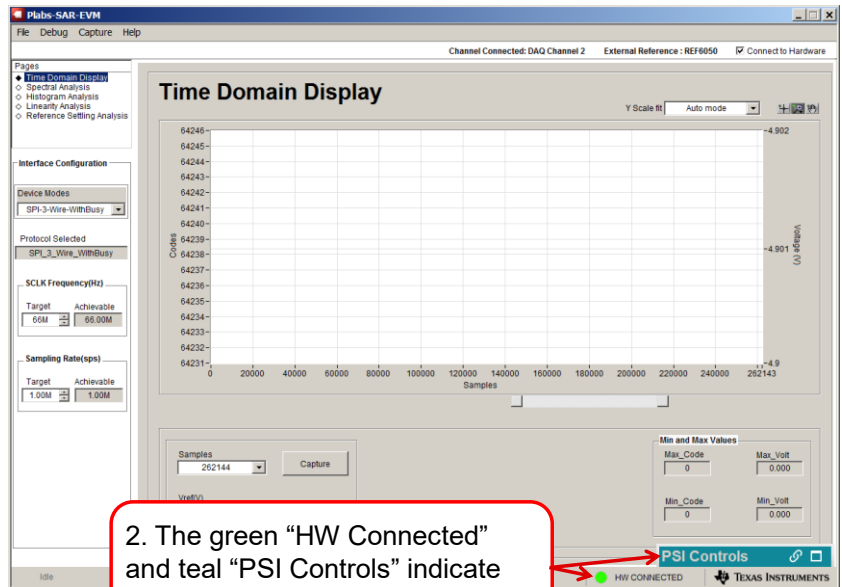 Plabs-SAR-EVM
File Debug Capture Help
Channel Connected: DAQ Channel 2 External Reference : REF6050 Connect to Hardware
Pages
Time Domain Display
Spectral Analysis
Histogram Analysis
Linearity Analysis
Reference Settling Analysis
Interface Configuration
Device Modes
SPI-3-Wire-WithBusy
Protocol Selected
SPI_3_Wire_WithBusy
SCLK Frequency(Hz)
Target Achievable
66M 66.00M
Sampling Rate(sps)
Target Achievable
1.00M 1.00M
Time Domain Display
Y Scale fit Auto mode
64246
64245
64244
64243
64242
64241
64240
64239
64238
64237
64236
64235
64234
64233
64232
64231
Codes
4.902
4.901
4.9
Voltage (V)
0 20000 40000 60000 80000 100000 120000 140000 160000 180000 200000 220000 240000 262143
Samples
Samples
262144
Capture
Vref(V)
Min and Max Values
Max_Code Max_Volt
0 0.000
Min_Code Min_Volt
0 0.000
2. The green “HW Connected”
and teal “PSI Controls” indicate
PSI Controls
Idle
HW CONNECTED
TEXAS INSTRUMENTS